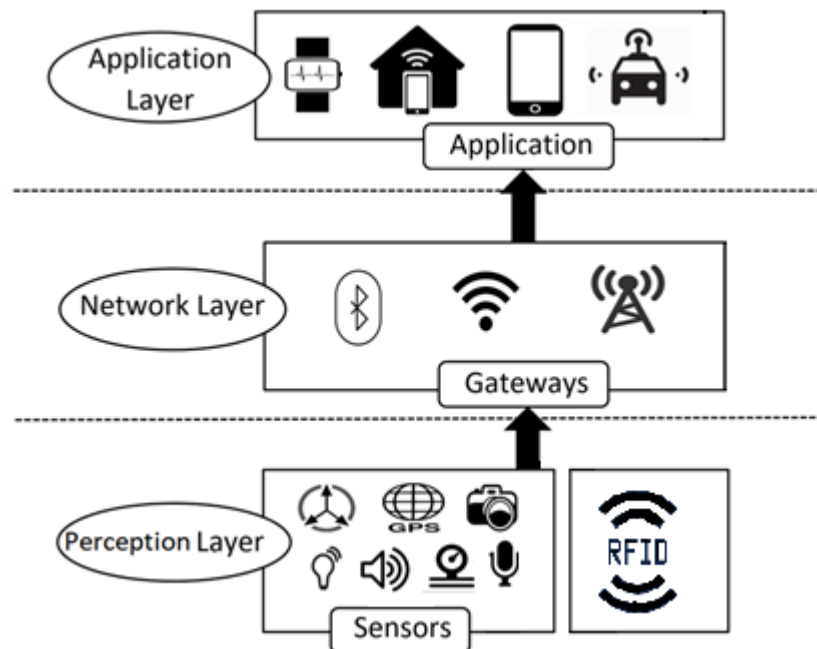 Application
Layer
Application
Network Layer
Gateways
Perception Layer
GPS
RFID
Sensors